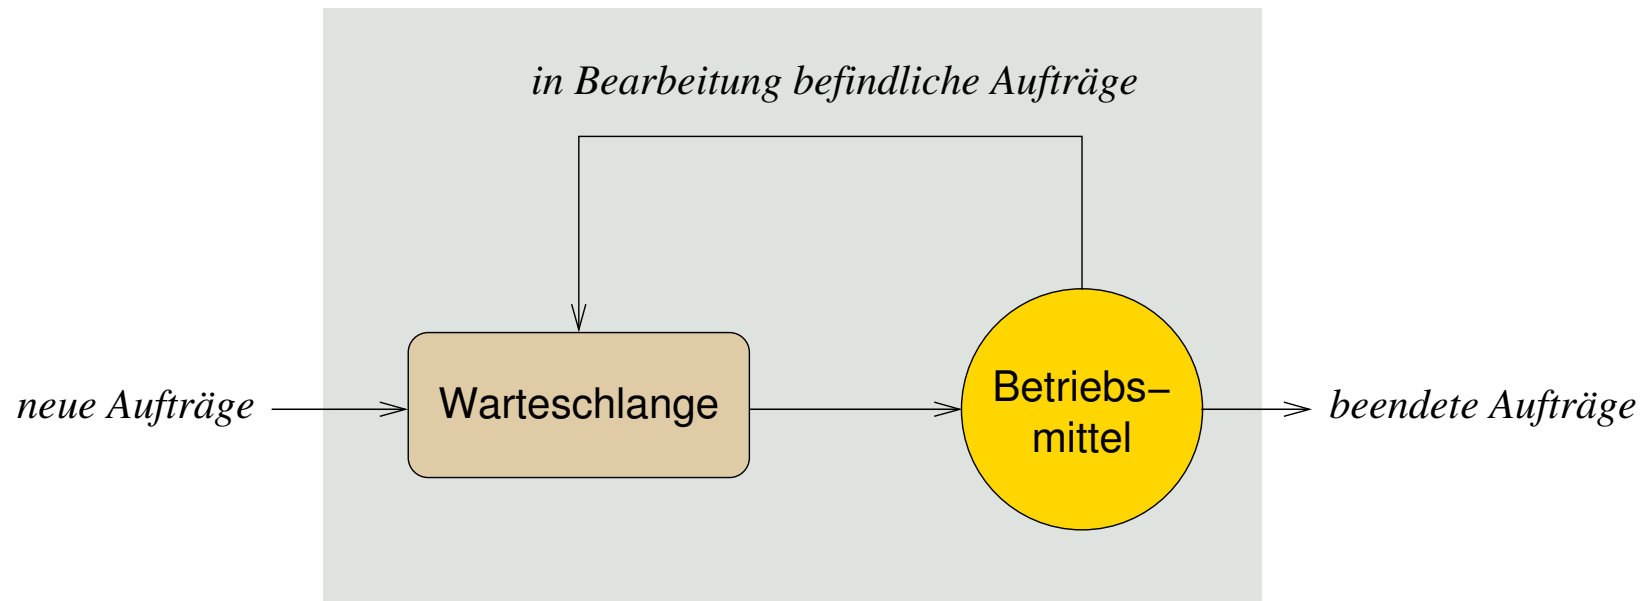 in Bearbeitung befindliche Aufträge
neue Aufträge
Warteschlange
Betriebs–
mittel
beendete Aufträge